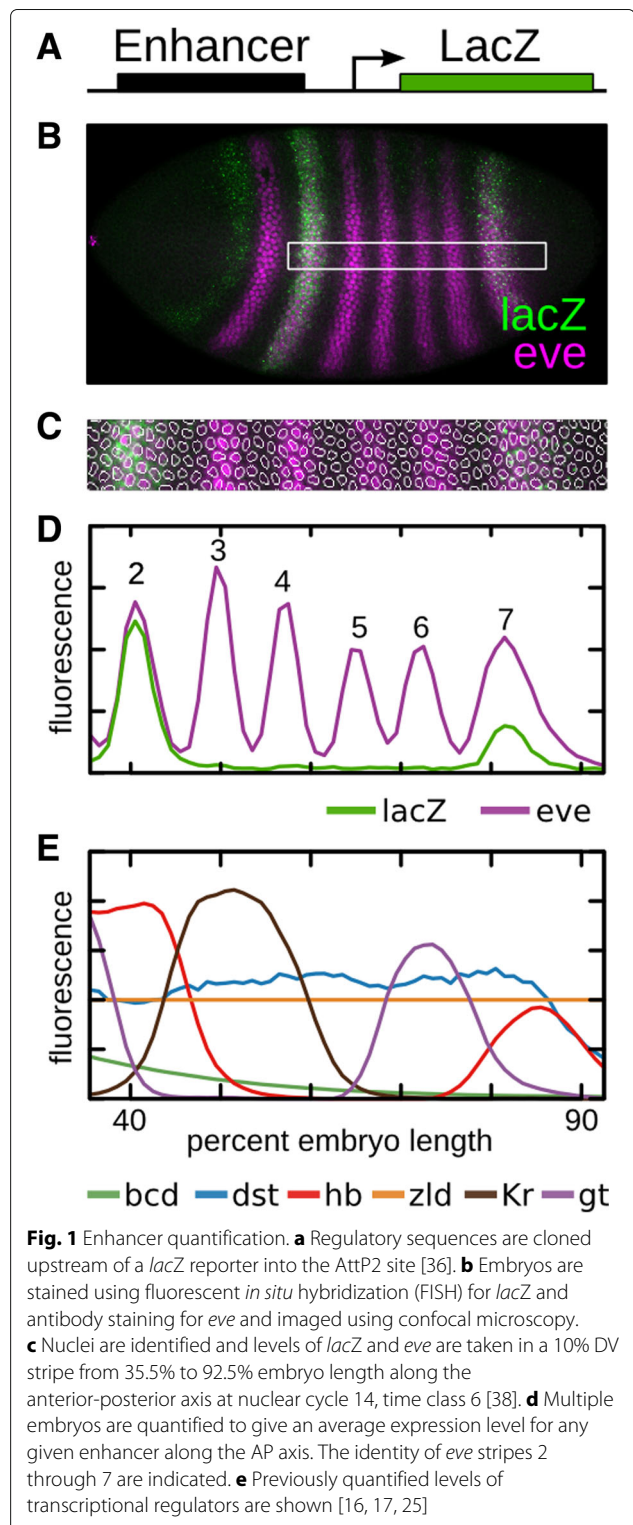 A
Enhancer
LacZ
B
lacZ
eve
C
D
fluorescence
2
3
4
5
6
7
lacZ
eve
E
fluorescence
40
90
percent embryo length
bcd
dst
hb
zld
Kr
gt
Fig. 1 Enhancer quantification. a Regulatory sequences are cloned
upstream of a lacZ reporter into the AttP2 site [36]. b Embryos are
stained using fluorescent in situ hybridization (FISH) for lacZ and
antibody staining for eve and imaged using confocal microscopy.
c Nuclei are identified and levels of lacZ and eve are taken in a 10% DV
stripe from 35.5% to 92.5% embryo length along the
anterior-posterior axis at nuclear cycle 14, time class 6 [38]. d Multiple
embryos are quantified to give an average expression level for any
given enhancer along the AP axis. The identity of eve stripes 2
through 7 are indicated. e Previously quantified levels of
transcriptional regulators are shown [16, 17, 25]